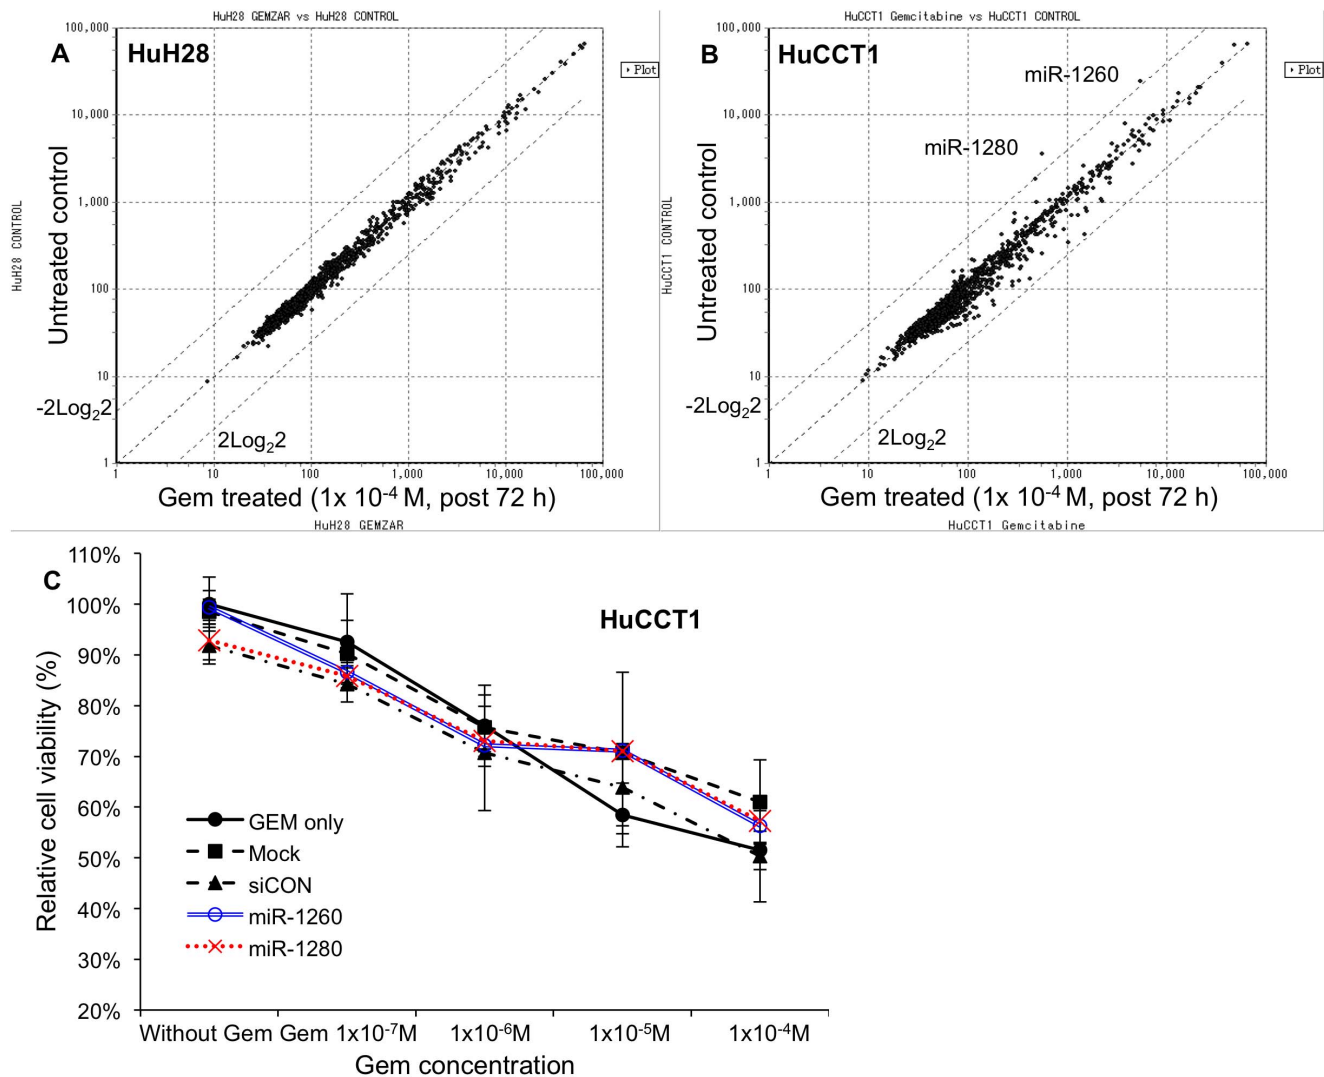 HuH28 GEMZAR vs HuH28 CONTROL
A
HuH28
100,000
10,000
1,000
100
10
1
Plot
Untreated control
HuH28 CONTROL
-2Log₂2
2Log₂2
1
10
100
1,000
10,000
100,000
Gem treated (1x 10⁻⁴ M, post 72 h)
HuH28 GEMZAR
HuCCT1 Gemcitabine vs HuCCT1 CONTROL
B
HuCCT1
miR-1260
miR-1280
100,000
10,000
1,000
100
10
1
Plot
Untreated control
HuCCT1 CONTROL
-2Log₂2
2Log₂2
1
10
100
1,000
10,000
100,000
Gem treated (1x 10⁻⁴ M, post 72 h)
HuCCT1 Gemcitabine
C
HuCCT1
110%
100%
90%
80%
70%
60%
50%
40%
30%
20%
Relative cell viability (%)
GEM only
Mock
siCON
miR-1260
miR-1280
Without Gem Gem 1x10⁻⁷M 1x10⁻⁶M 1x10⁻⁵M 1x10⁻⁴M
Gem concentration